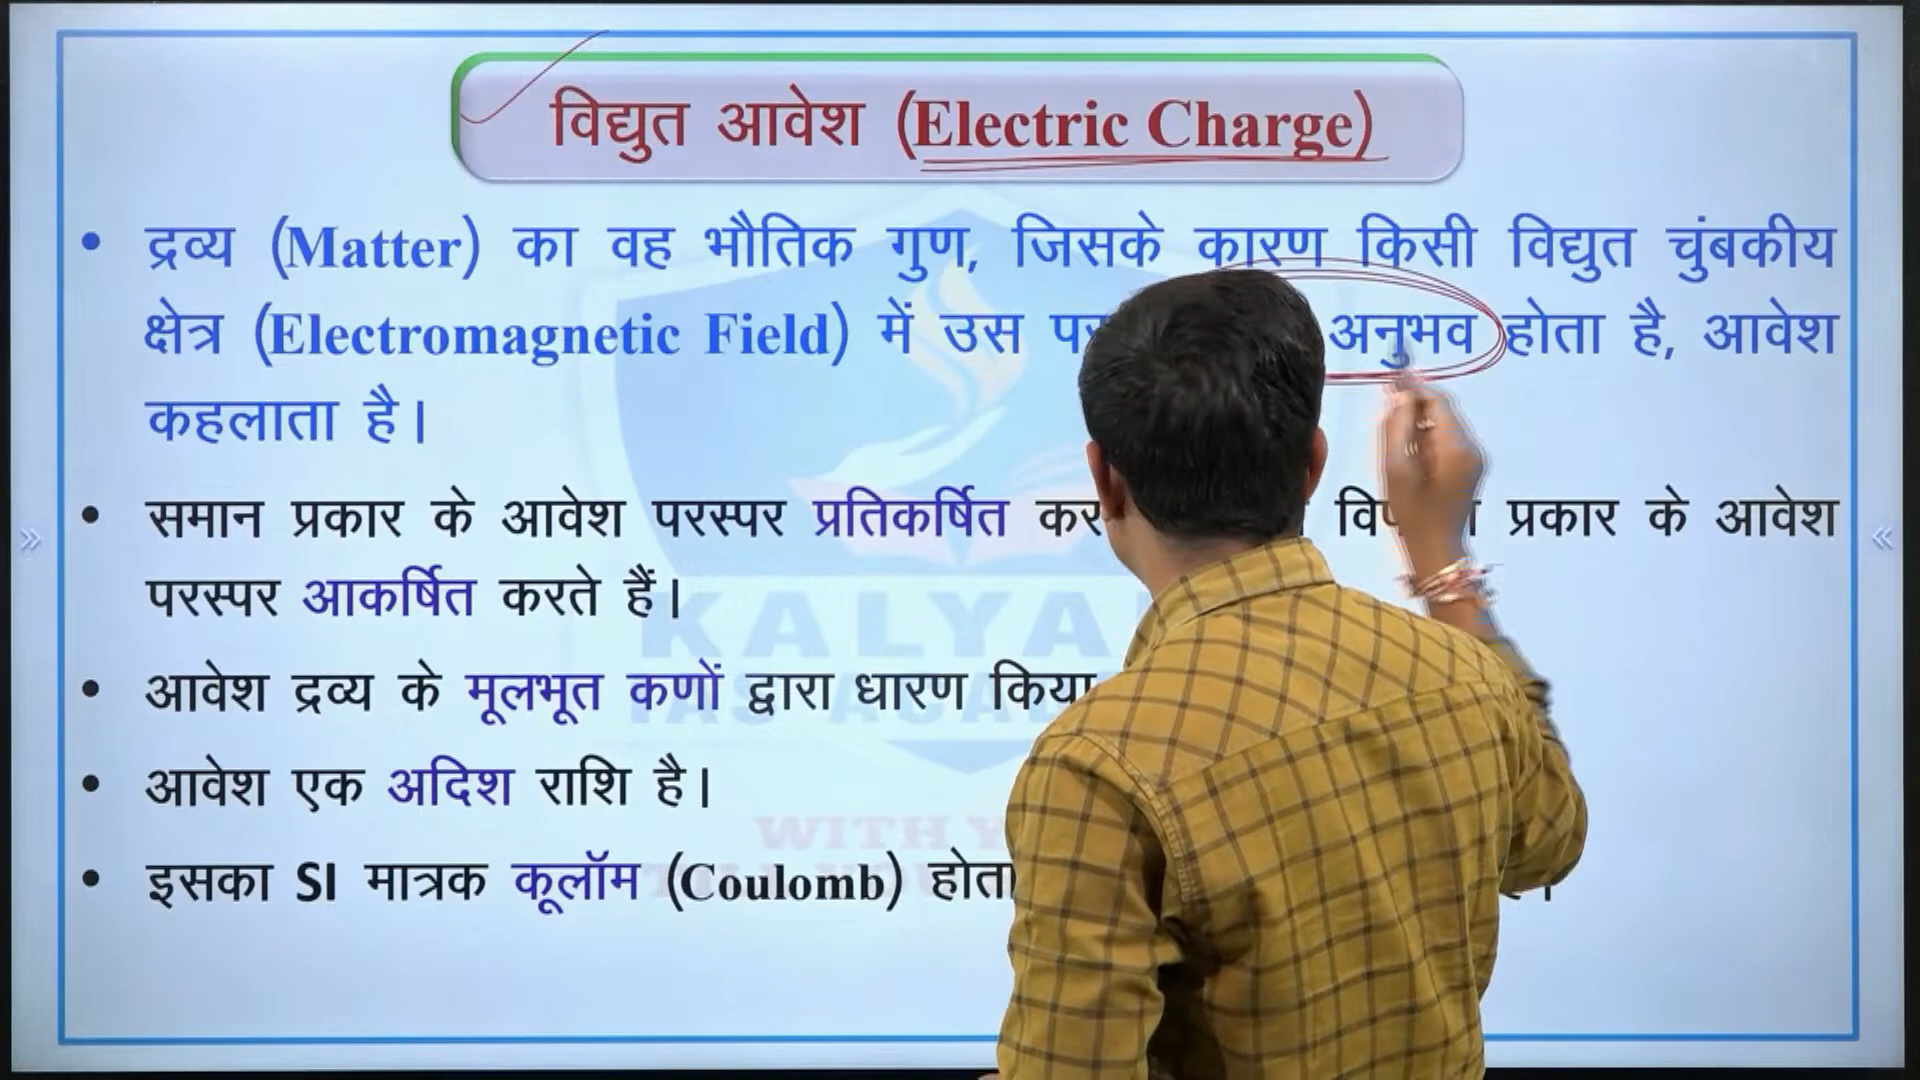 विद्युत आवेश (Electric Charge)
• द्रव्य (Matter) का वह भौतिक गुण, जिसके कारण किसी विद्युत चुंबकीय
क्षेत्र (Electromagnetic Field) में उस अनुभव होता है, आवेश
कहलाता है।
• समान प्रकार के आवेश परस्पर प्रतिकर्षित प्रकार के आवेश
परस्पर आकर्षित करते हैं।
• आवेश द्रव्य के मूलभूत कणों द्वारा धारण किया
• आवेश एक अदिश राशि है।
• इसका SI मात्रक कूलॉम (Coulomb)
WITH